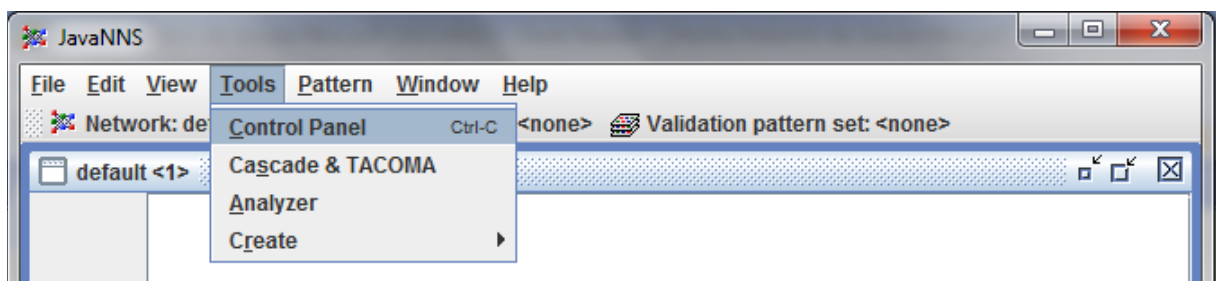 JavaNNS
File Edit View Tools Pattern Window Help
Network: de <none> Validation pattern set: <none>
Control Panel Ctrl-C
default <1>
Cascade & TACOMA
Analyzer
Create